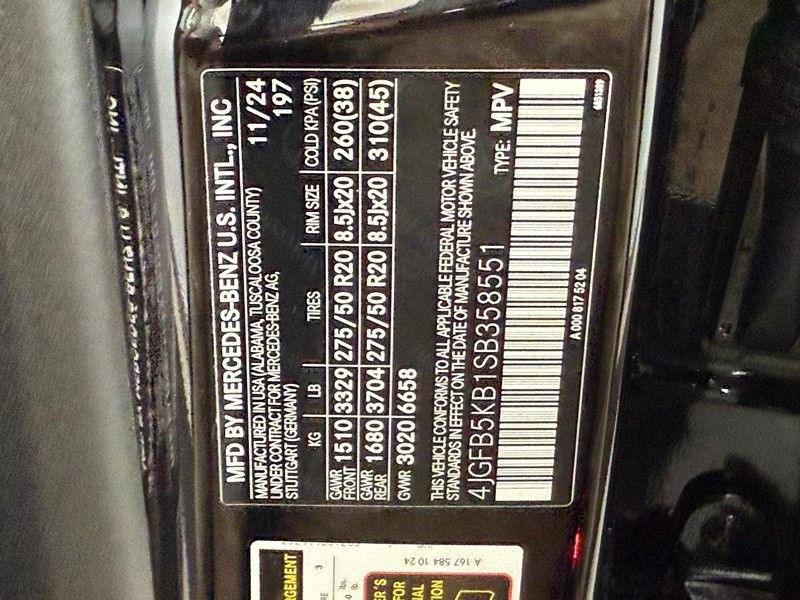 MFD BY MERCEDES-BENZ U.S. INTL., INC
MANUFACTURED IN USA (ALABAMA, TUSCALOOSA COUNTY)
UNDER CONTRACT FOR MERCEDES-BENZ AG,
STUTTGART (GERMANY)
11/24
197
KG LB TIRES RIM SIZE COLD KPA (PSI)
GAWR FRONT 1510 3329 275/50 R20 8.5Jx20 260(38)
GAWR REAR 1680 3704 275/50 R20 8.5Jx20 310(45)
GVWR 3020 6658
THIS VEHICLE CONFORMS TO ALL APPLICABLE FEDERAL MOTOR VEHICLE SAFETY
STANDARDS IN EFFECT ON THE DATE OF MANUFACTURE SHOWN ABOVE.
4JGFB5KB1SB358551 TYPE: MPV
A 000 817 52 04
A 167 584 10 24